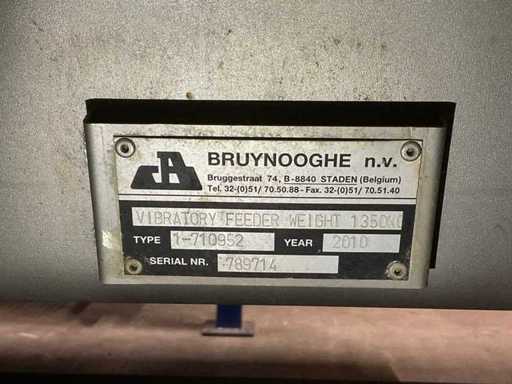 BRUYNOOGHE n.v.
Bruggestraat 74, B-8840 STADEN (Belgium)
Tel. 32-(0)51/ 70.50.88 - Fax. 32-(0)51/ 70.51.40
VIBRATORY FEEDER WEIGHT 1350KG
TYPE 1-710952 YEAR 2010
SERIAL NR. 789714